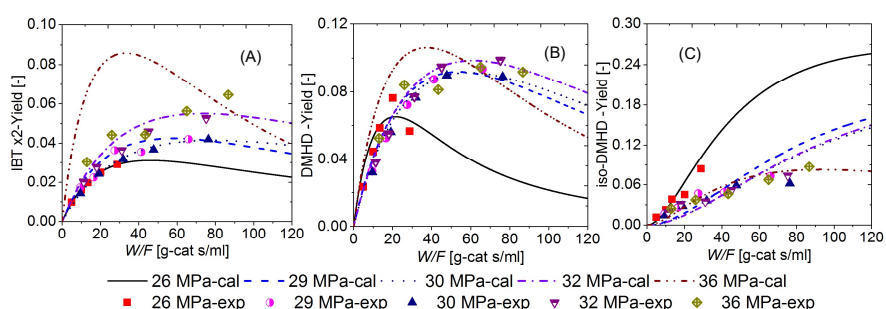 IBT x2-Yield [-]
0.10
0.08
0.06
0.04
0.02
0.00
(A)
0 20 40 60 80 100 120
W/F [g-cat s/ml]
DMHD -Yield [-]
0.12
0.08
0.04
0.00
(B)
0 20 40 60 80 100 120
W/F [g-cat s/ml]
iso-DMHD -Yield [-]
0.30
0.24
0.18
0.12
0.06
0.00
(C)
0 20 40 60 80 100 120
W/F [g-cat s/ml]
26 MPa-cal 29 MPa-cal 30 MPa-cal 32 MPa-cal 36 MPa-cal
26 MPa-exp 29 MPa-exp 30 MPa-exp 32 MPa-exp 36 MPa-exp